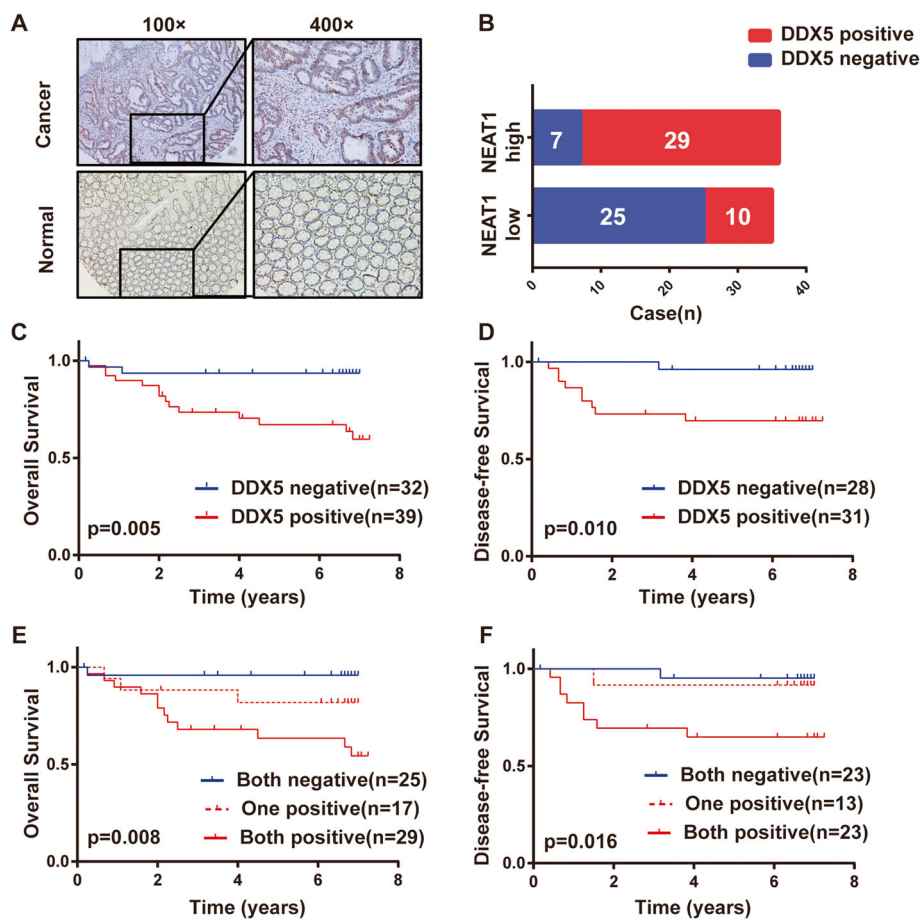 A
100×
400×
Cancer
Normal
B
DDX5 positive
DDX5 negative
NEAT1 high
7
29
NEAT1 low
25
10
0
10
20
30
40
Case(n)
C
Overall Survival
1.0
0.5
0.0
DDX5 negative(n=32)
DDX5 positive(n=39)
p=0.005
0
2
4
6
8
Time (years)
D
Disease-free Survical
1.0
0.5
0.0
DDX5 negative(n=28)
DDX5 positive(n=31)
p=0.010
0
2
4
6
8
Time (years)
E
Overall Survival
1.0
0.5
0.0
Both negative(n=25)
One positive(n=17)
Both positive(n=29)
p=0.008
0
2
4
6
8
Time (years)
F
Disease-free Survical
1.0
0.5
0.0
Both negative(n=23)
One positive(n=13)
Both positive(n=23)
p=0.016
0
2
4
6
8
Time (years)